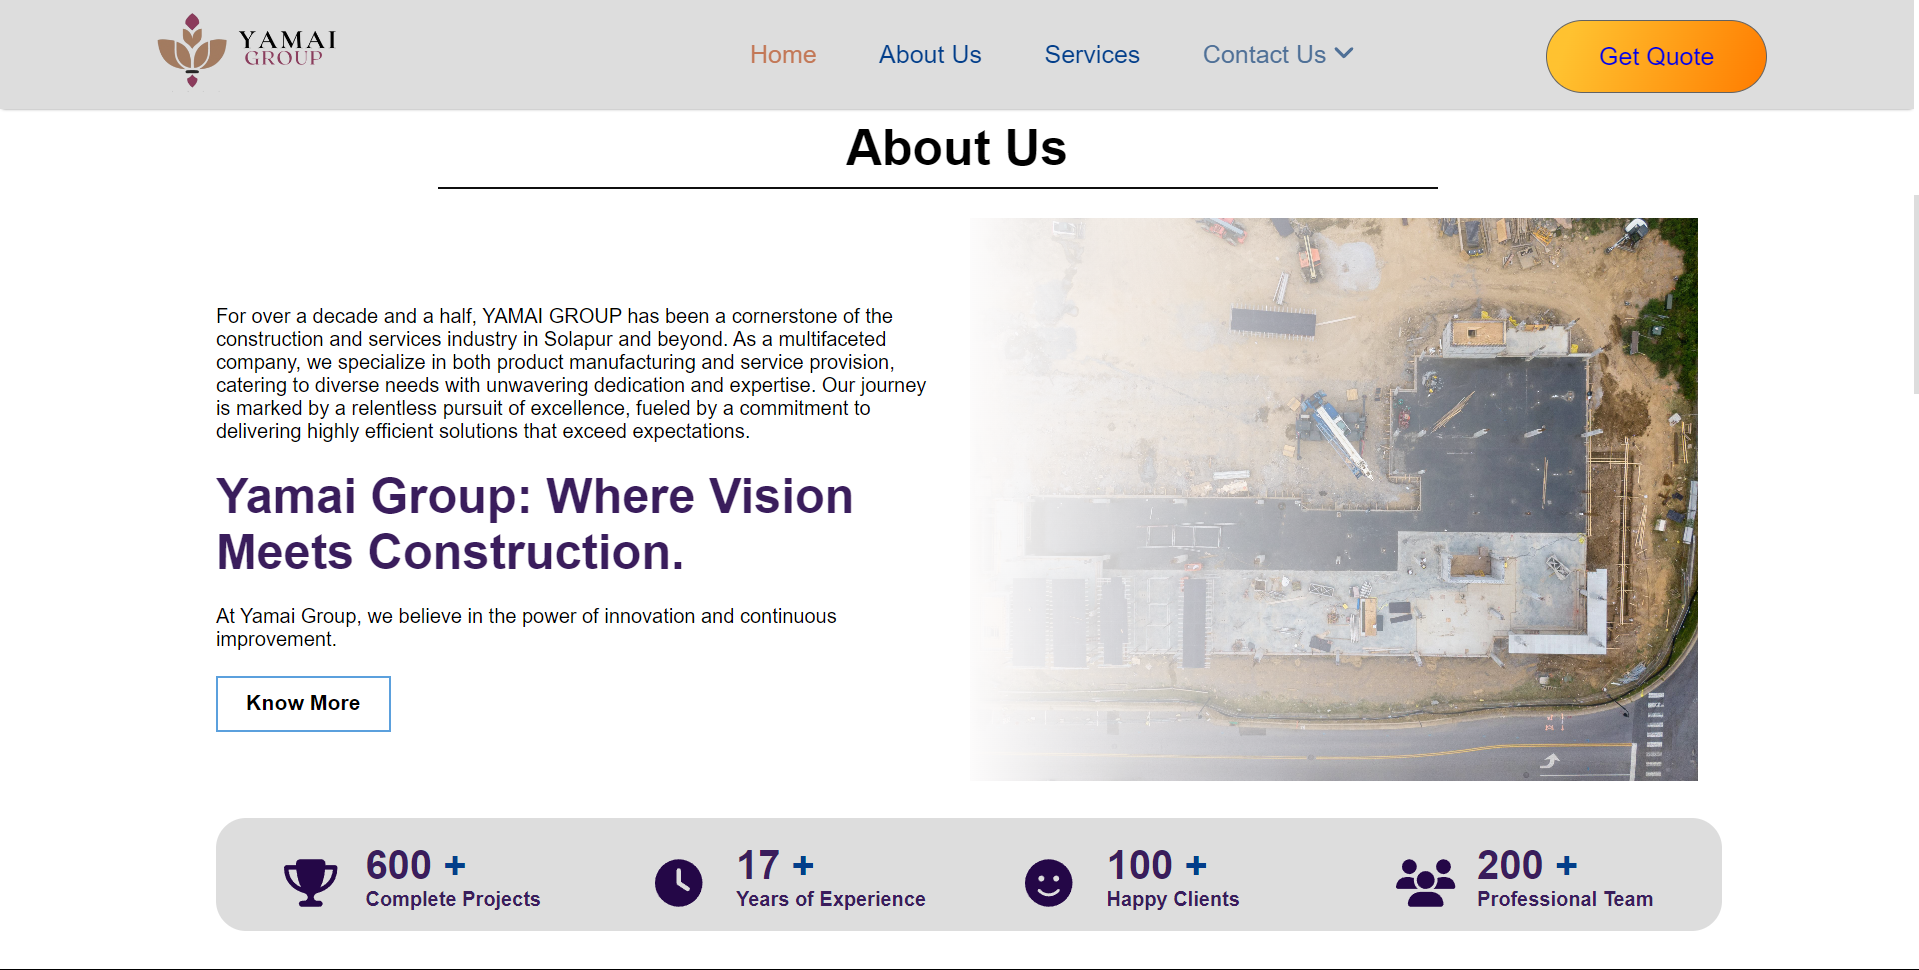 YAMAI
GROUP
Home
About Us
Services
Contact Us
Get Quote
About Us
For over a decade and a half, YAMAI GROUP has been a cornerstone of the
construction and services industry in Solapur and beyond. As a multifaceted
company, we specialize in both product manufacturing and service provision,
catering to diverse needs with unwavering dedication and expertise. Our journey
is marked by a relentless pursuit of excellence, fueled by a commitment to
delivering highly efficient solutions that exceed expectations.
Yamai Group: Where Vision
Meets Construction.
At Yamai Group, we believe in the power of innovation and continuous
improvement.
Know More
600 +
Complete Projects
17 +
Years of Experience
100 +
Happy Clients
200 +
Professional Team